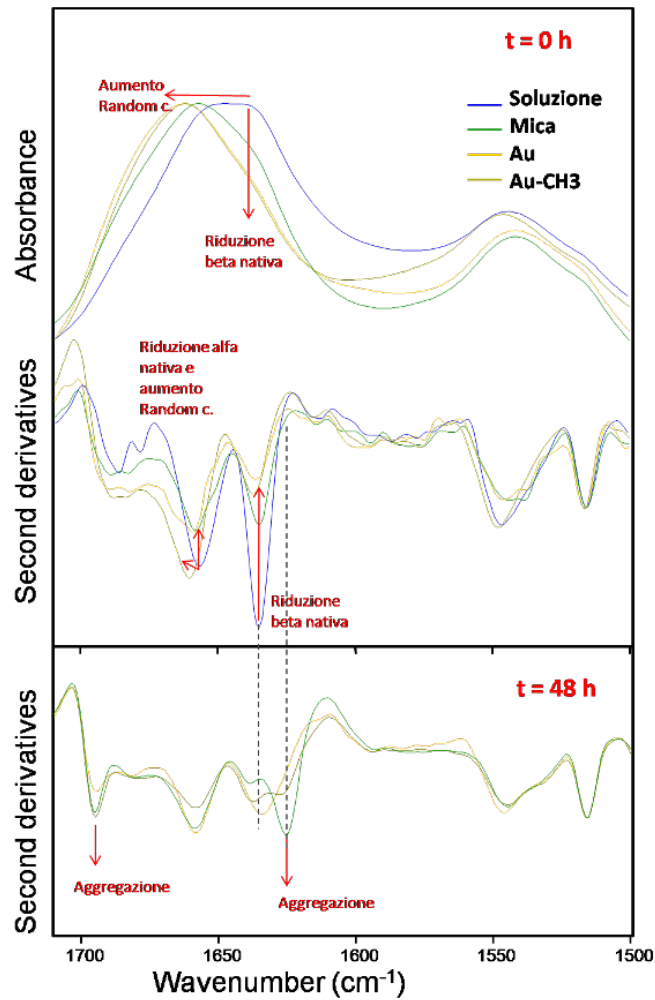 t = 0 h
Aumento
Random c.
Soluzione
Mica
Au
Au-CH3
Riduzione
beta nativa
Absorbance
Riduzione alfa
nativa e
aumento
Random c.
Riduzione
beta nativa
Second derivatives
t = 48 h
Aggregazione
Aggregazione
Second derivatives
1700
1650
1600
1550
1500
Wavenumber (cm⁻¹)